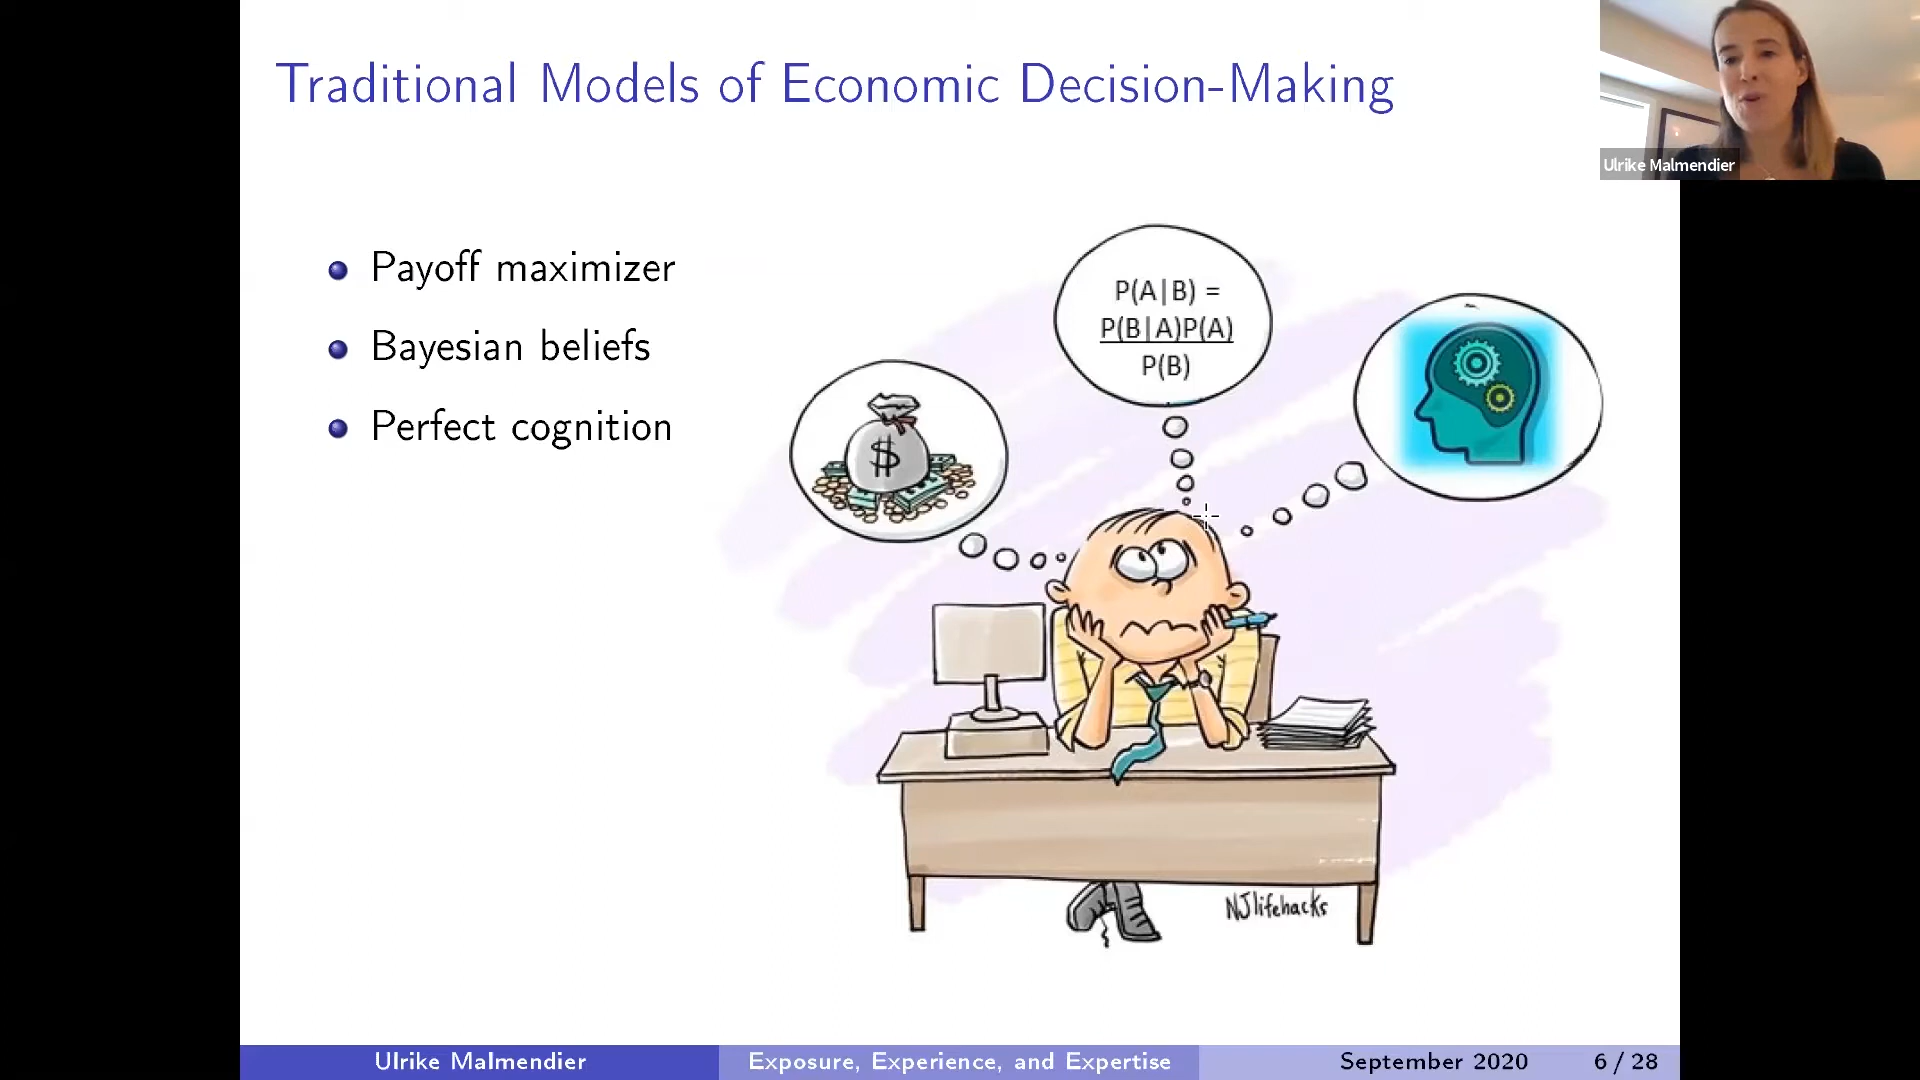 Traditional Models of Economic Decision-Making
Ulrike Malmendier
Payoff maximizer
Bayesian beliefs
Perfect cognition
P(A|B) =
P(B|A)P(A)
P(B)
$
NJlifehacks
Ulrike Malmendier
Exposure, Experience, and Expertise
September 2020
6 / 28